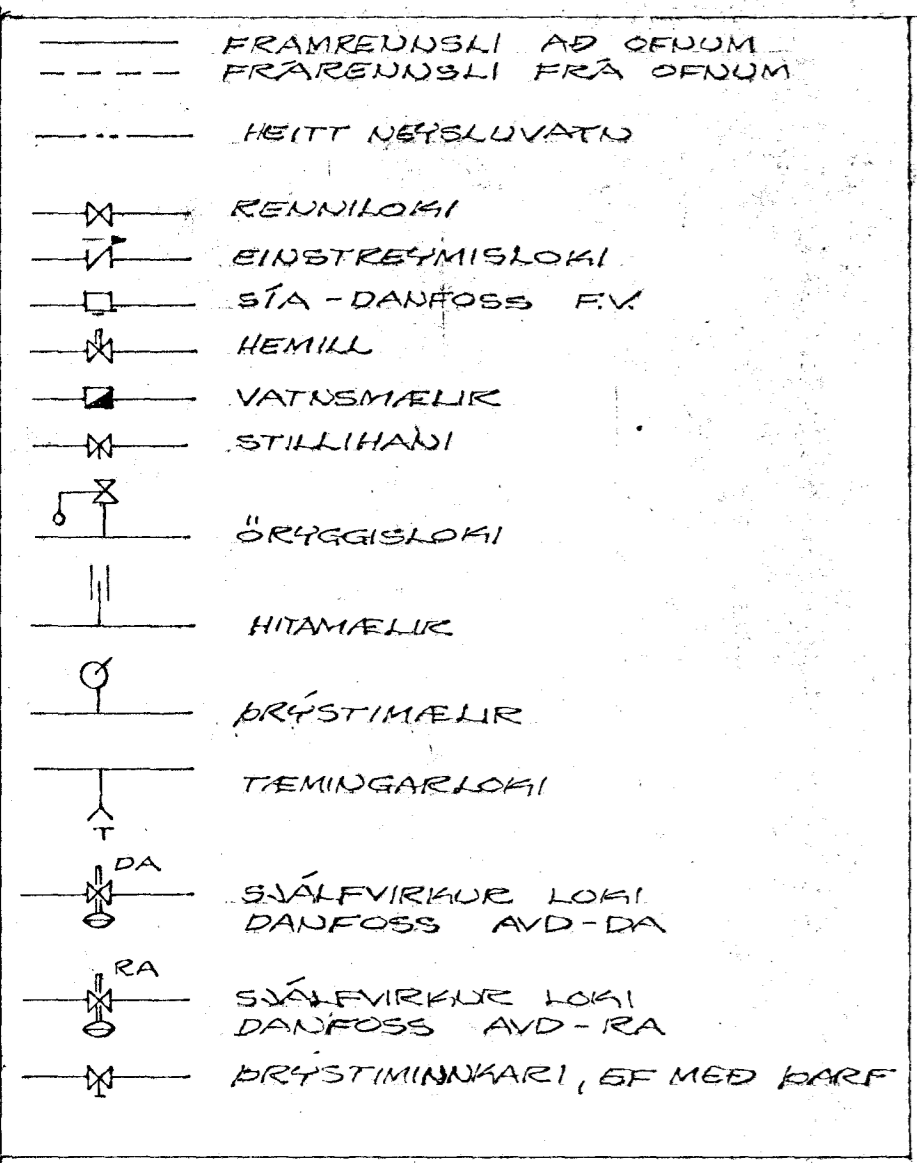 FRAMRENNSLI AÐ OFNUM
FRÁRENNSLI FRÁ OFNUM
HEITT NEYSLUVATN
RENNILOKI
EINSTREYMISLOKI
SÍA - DANFOSS F.V.
HEMILL
VATNSMÆLIR
STILLIHANI
ÖRYGGISLOKI
HITAMÆLIR
ÞRÝSTIMÆLIR
TÆMINGARLOKI
T
DA
SJÁLFVIRKUR LOKI
DANFOSS AVD-DA
RA
SJÁLFVIRKUR LOKI
DANFOSS AVD-RA
ÞRÝSTIMINNKARI, EF MEÐ ÞARF